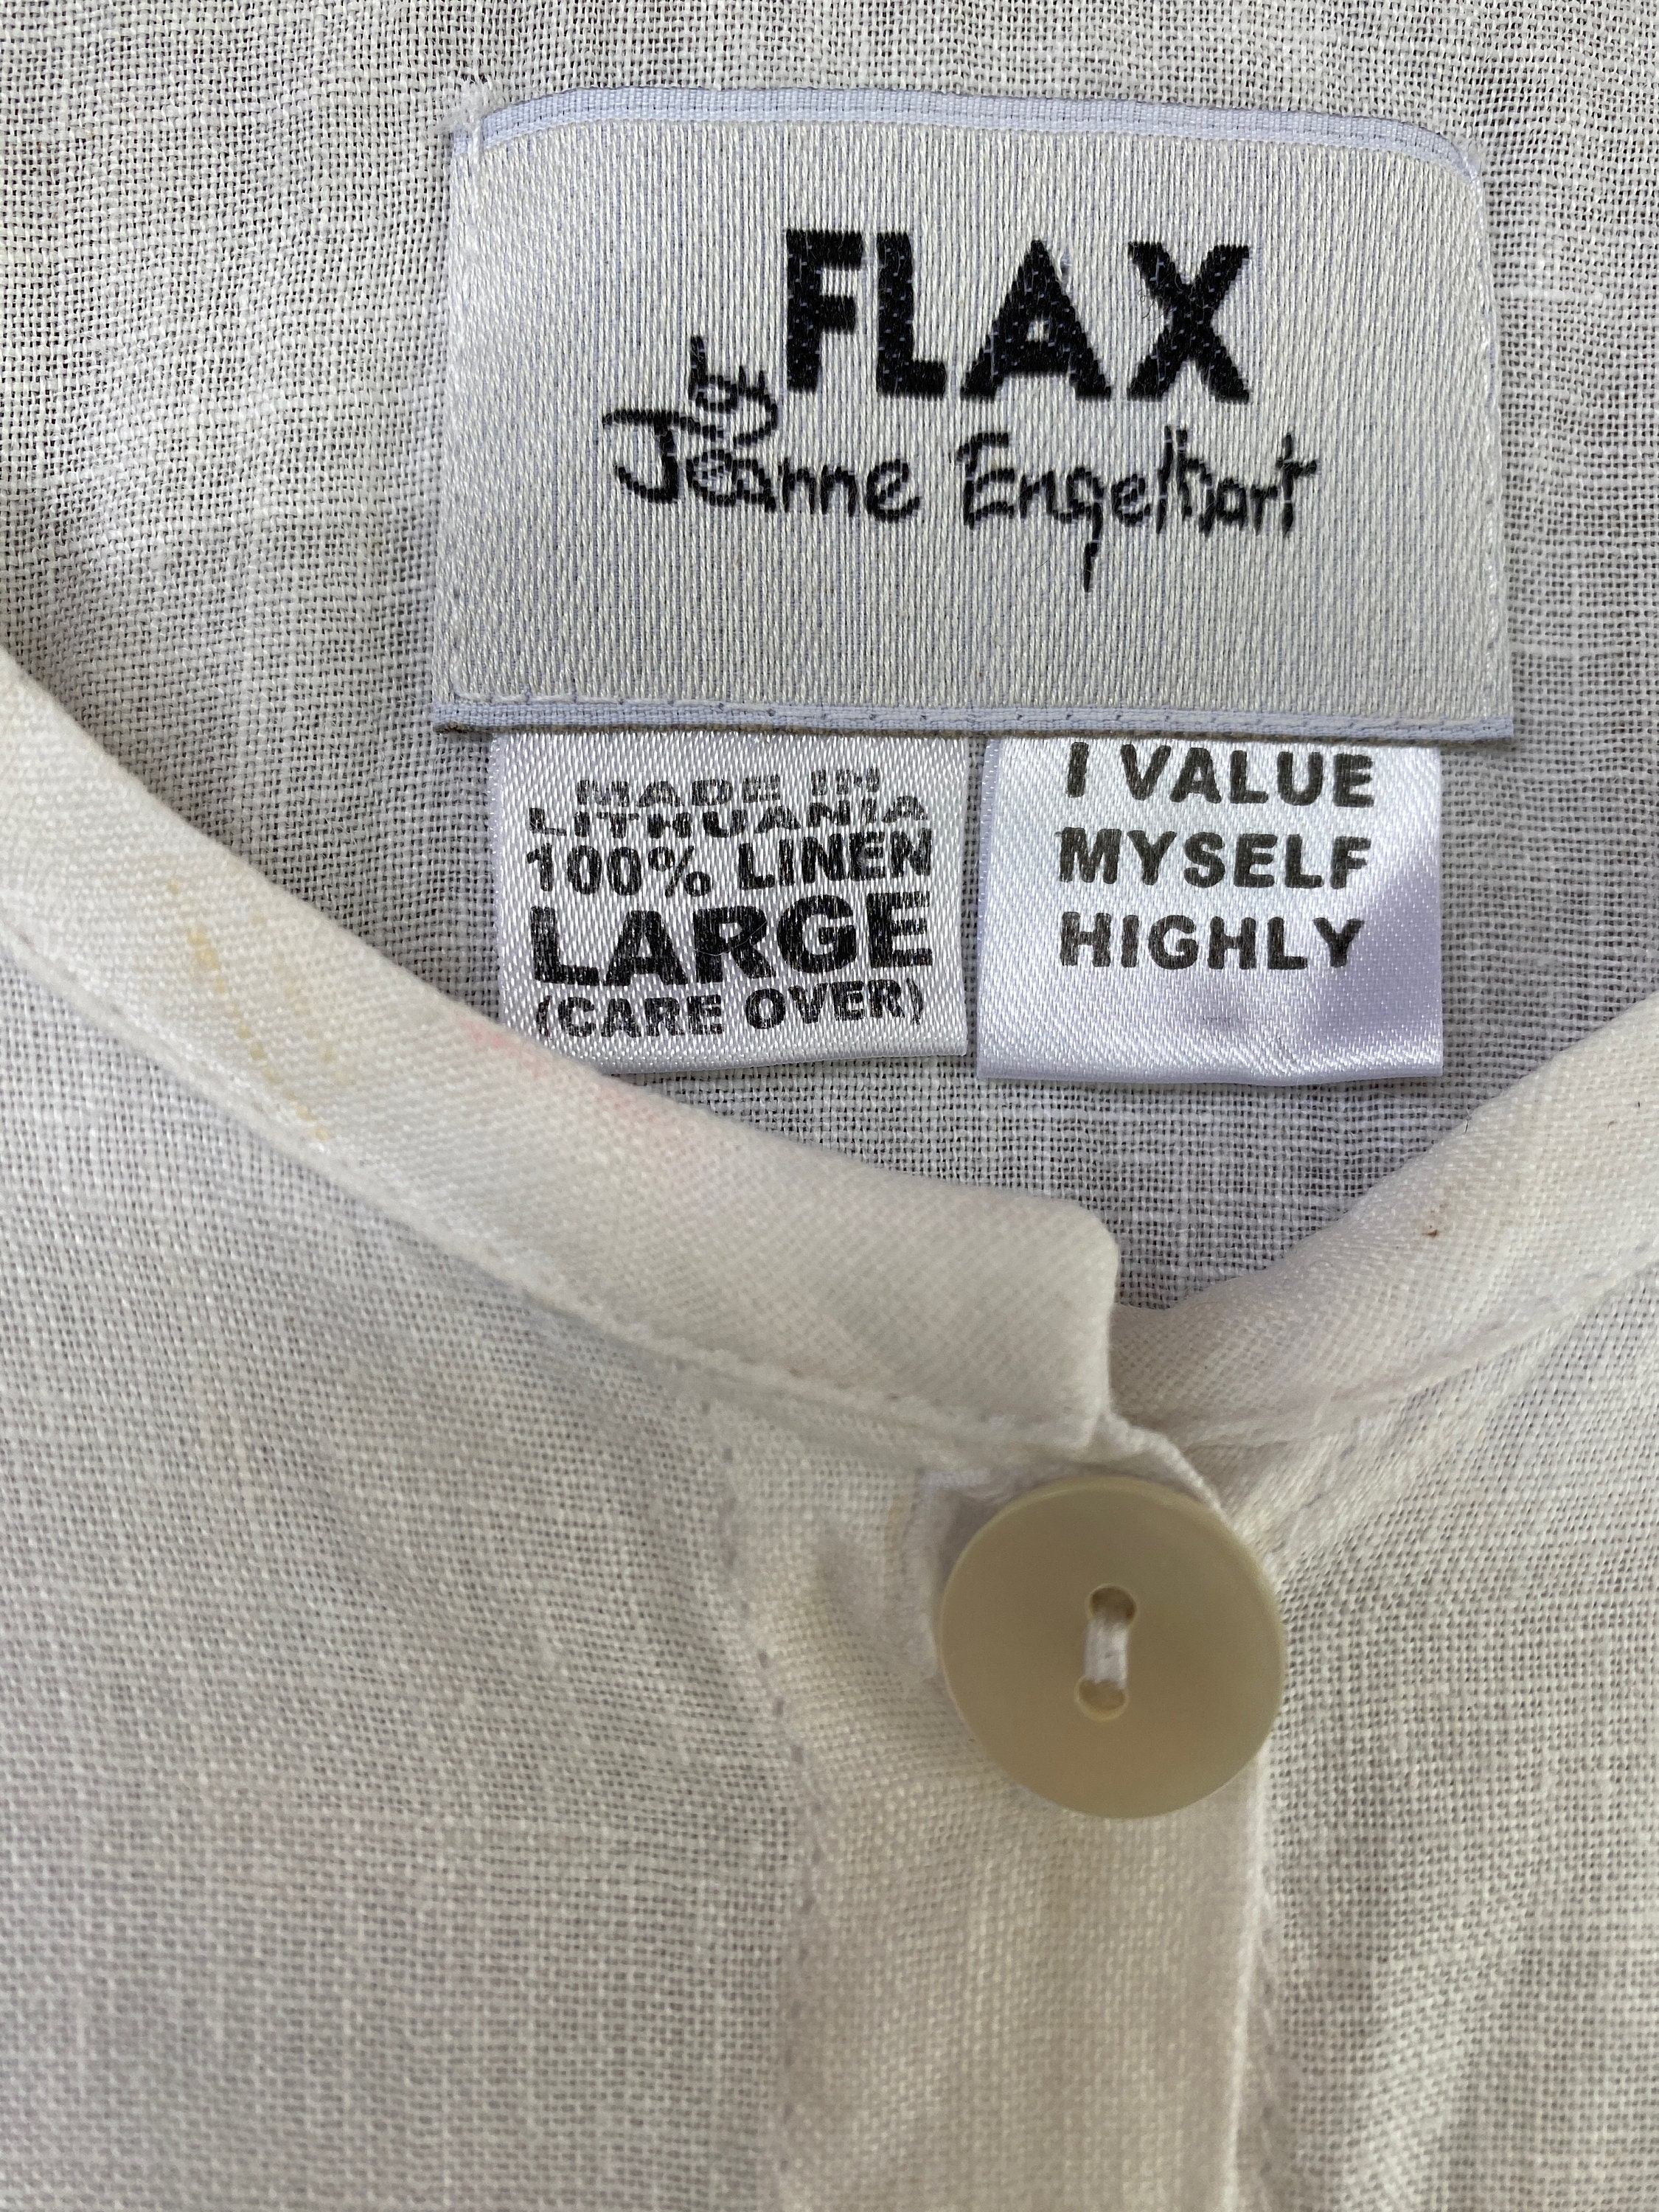 FLAX
by
Jeanne Engelhart
MADE IN
LITHUANIA
100% LINEN
LARGE
(CARE OVER)
I VALUE
MYSELF
HIGHLY